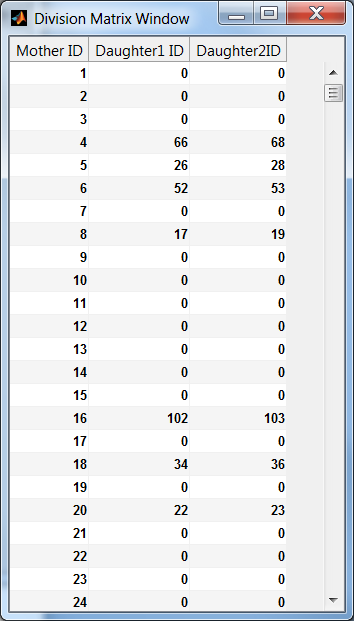 Division Matrix Window
Mother ID Daughter1 ID Daughter2ID
1 0 0
2 0 0
3 0 0
4 66 68
5 26 28
6 52 53
7 0 0
8 17 19
9 0 0
10 0 0
11 0 0
12 0 0
13 0 0
14 0 0
15 0 0
16 102 103
17 0 0
18 34 36
19 0 0
20 22 23
21 0 0
22 0 0
23 0 0
24 0 0